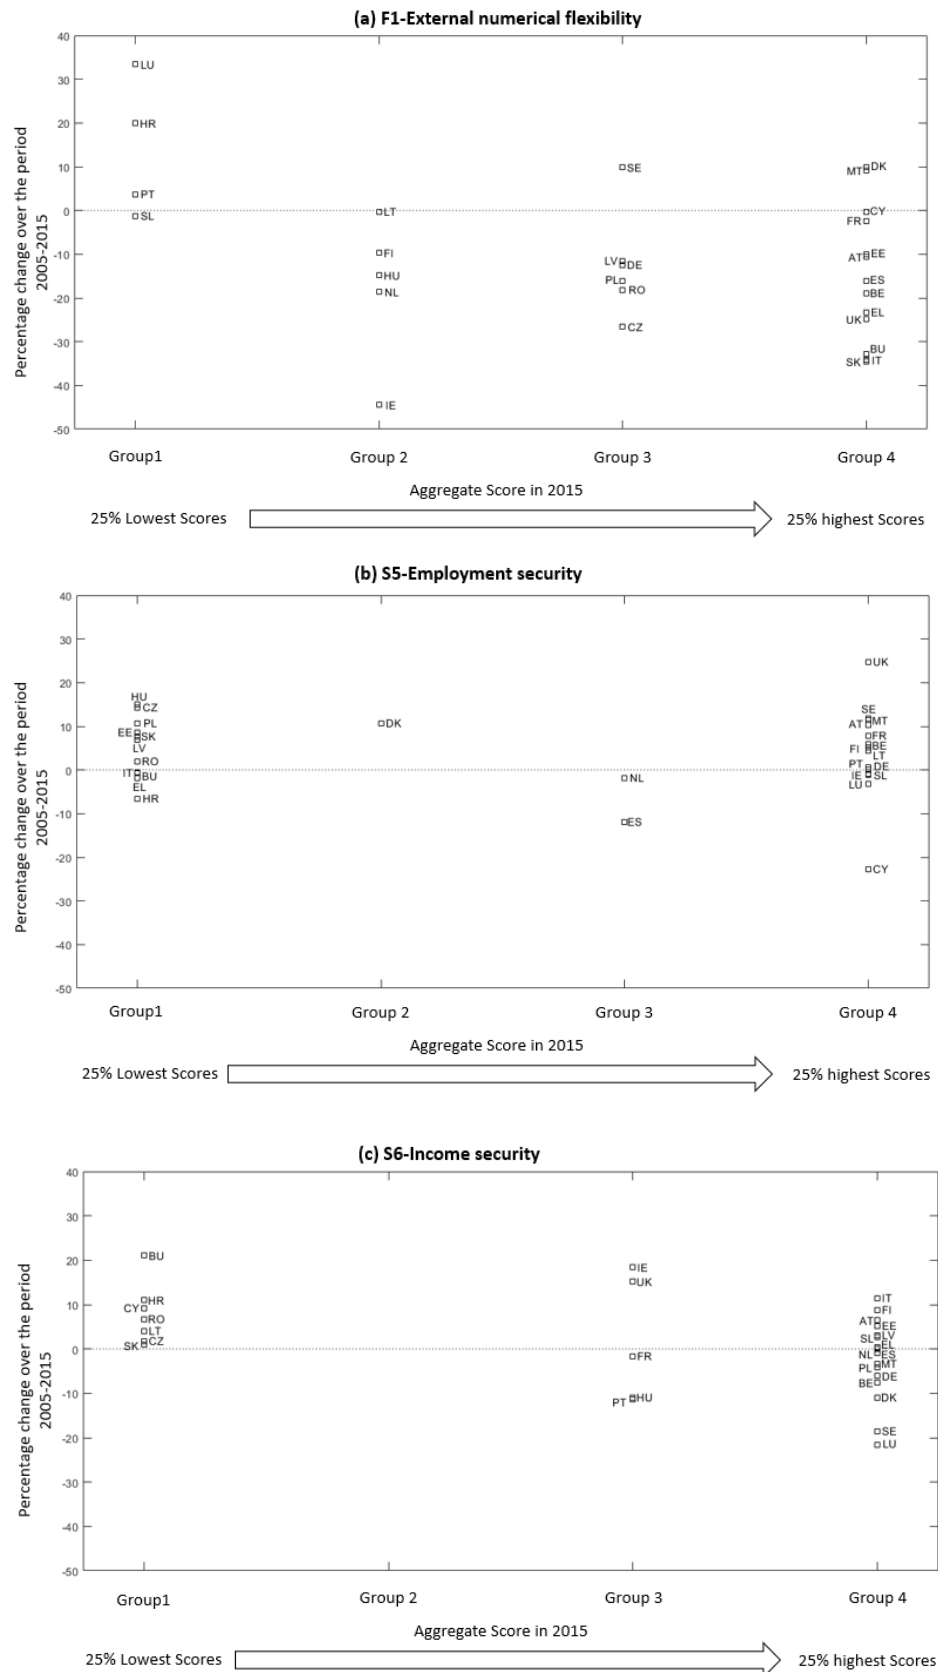 (a) F1-External numerical flexibility
Percentage change over the period
2005-2015
40
30
20
10
0
-10
-20
-30
-40
-50
LU
HR
PT
SL
LT
FI
HU
NL
IE
SE
LV DE
PL
RO
CZ
MT DK
CY
FR
EE
AT
ES
BE
EL
UK
BU
SK IT
Group1 Group 2 Group 3 Group 4
Aggregate Score in 2015
25% Lowest Scores 25% highest Scores
(b) S5-Employment security
Percentage change over the period
2005-2015
40
30
20
10
0
-10
-20
-30
-40
-50
HU
CZ
PL
EE SK
LV
RO
IT BU
EL
HR
DK
NL
ES
UK
SE
AT MT
FR
FI BE
LT
PT DE
IE SL
LU
CY
Group1 Group 2 Group 3 Group 4
Aggregate Score in 2015
25% Lowest Scores 25% highest Scores
(c) S6-Income security
Percentage change over the period
2005-2015
40
30
20
10
0
-10
-20
-30
-40
-50
BU
HR
CY
RO
LT
CZ
SK
IE
UK
FR
HU
PT
IT
FI
AT EE
SL LV
EL
NL ES
PL MT
DE
BE
DK
SE
LU
Group1 Group 2 Group 3 Group 4
Aggregate Score in 2015
25% Lowest Scores 25% highest Scores